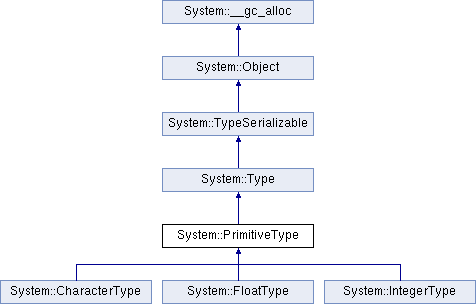 System::__gc_alloc
System::Object
System::TypeSerializable
System::Type
System::PrimitiveType
System::CharacterType
System::FloatType
System::IntegerType